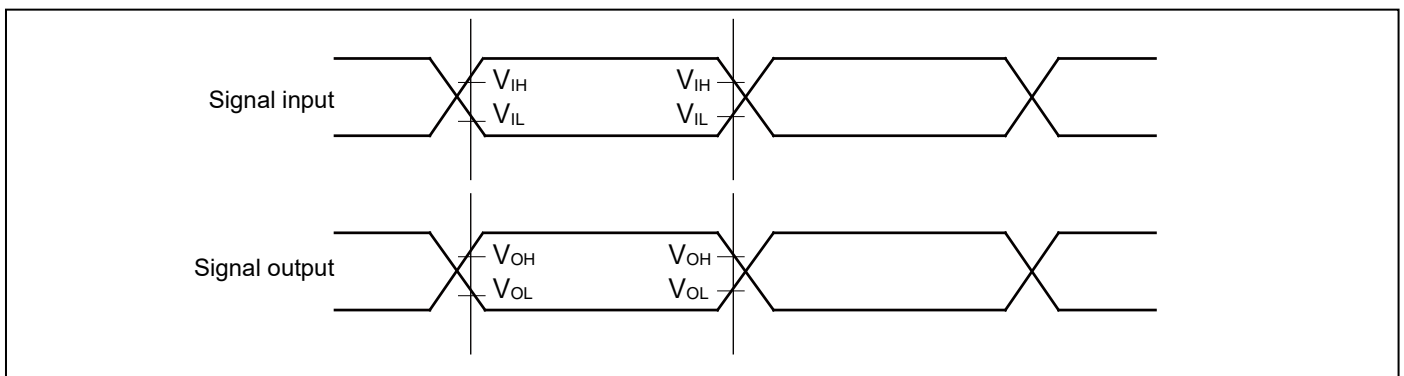 Signal input
VIH
VIH
VIL
VIL
Signal output
VOH
VOH
VOL
VOL